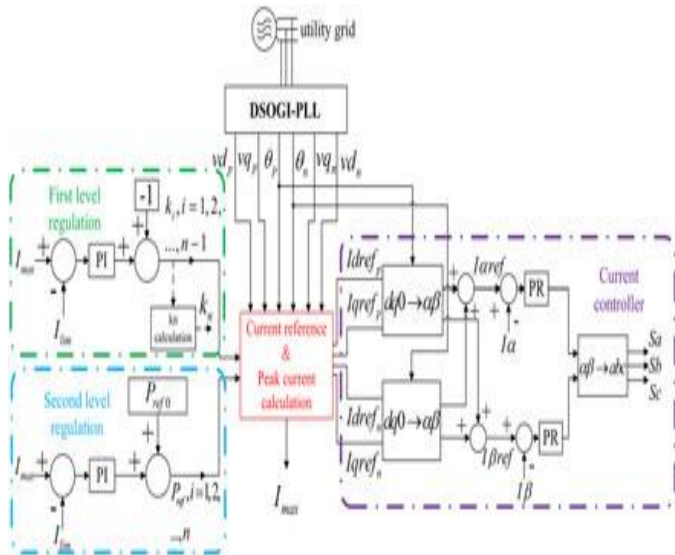 utility grid
DSOGI-PLL
vd_p vq_p θ_p θ_n vq_n vd_n
First level
regulation
-1
k_i, i = 1, 2,
..., n-1
I_max
PI
I_lim
kn
calculation
k_n
Second level
regulation
P_ref0
I_max
PI
I_lim
P_ref, i = 1,2,
..,n
Current reference
&
Peak current
calculation
I_max
Idref_p
Iqref_p
dq0→αβ
Idref_n
Iqref_n
dq0→αβ
Iαref
Iα
PR
Iβref
Iβ
PR
Current
controller
αβ→abc
Sa
Sb
Sc